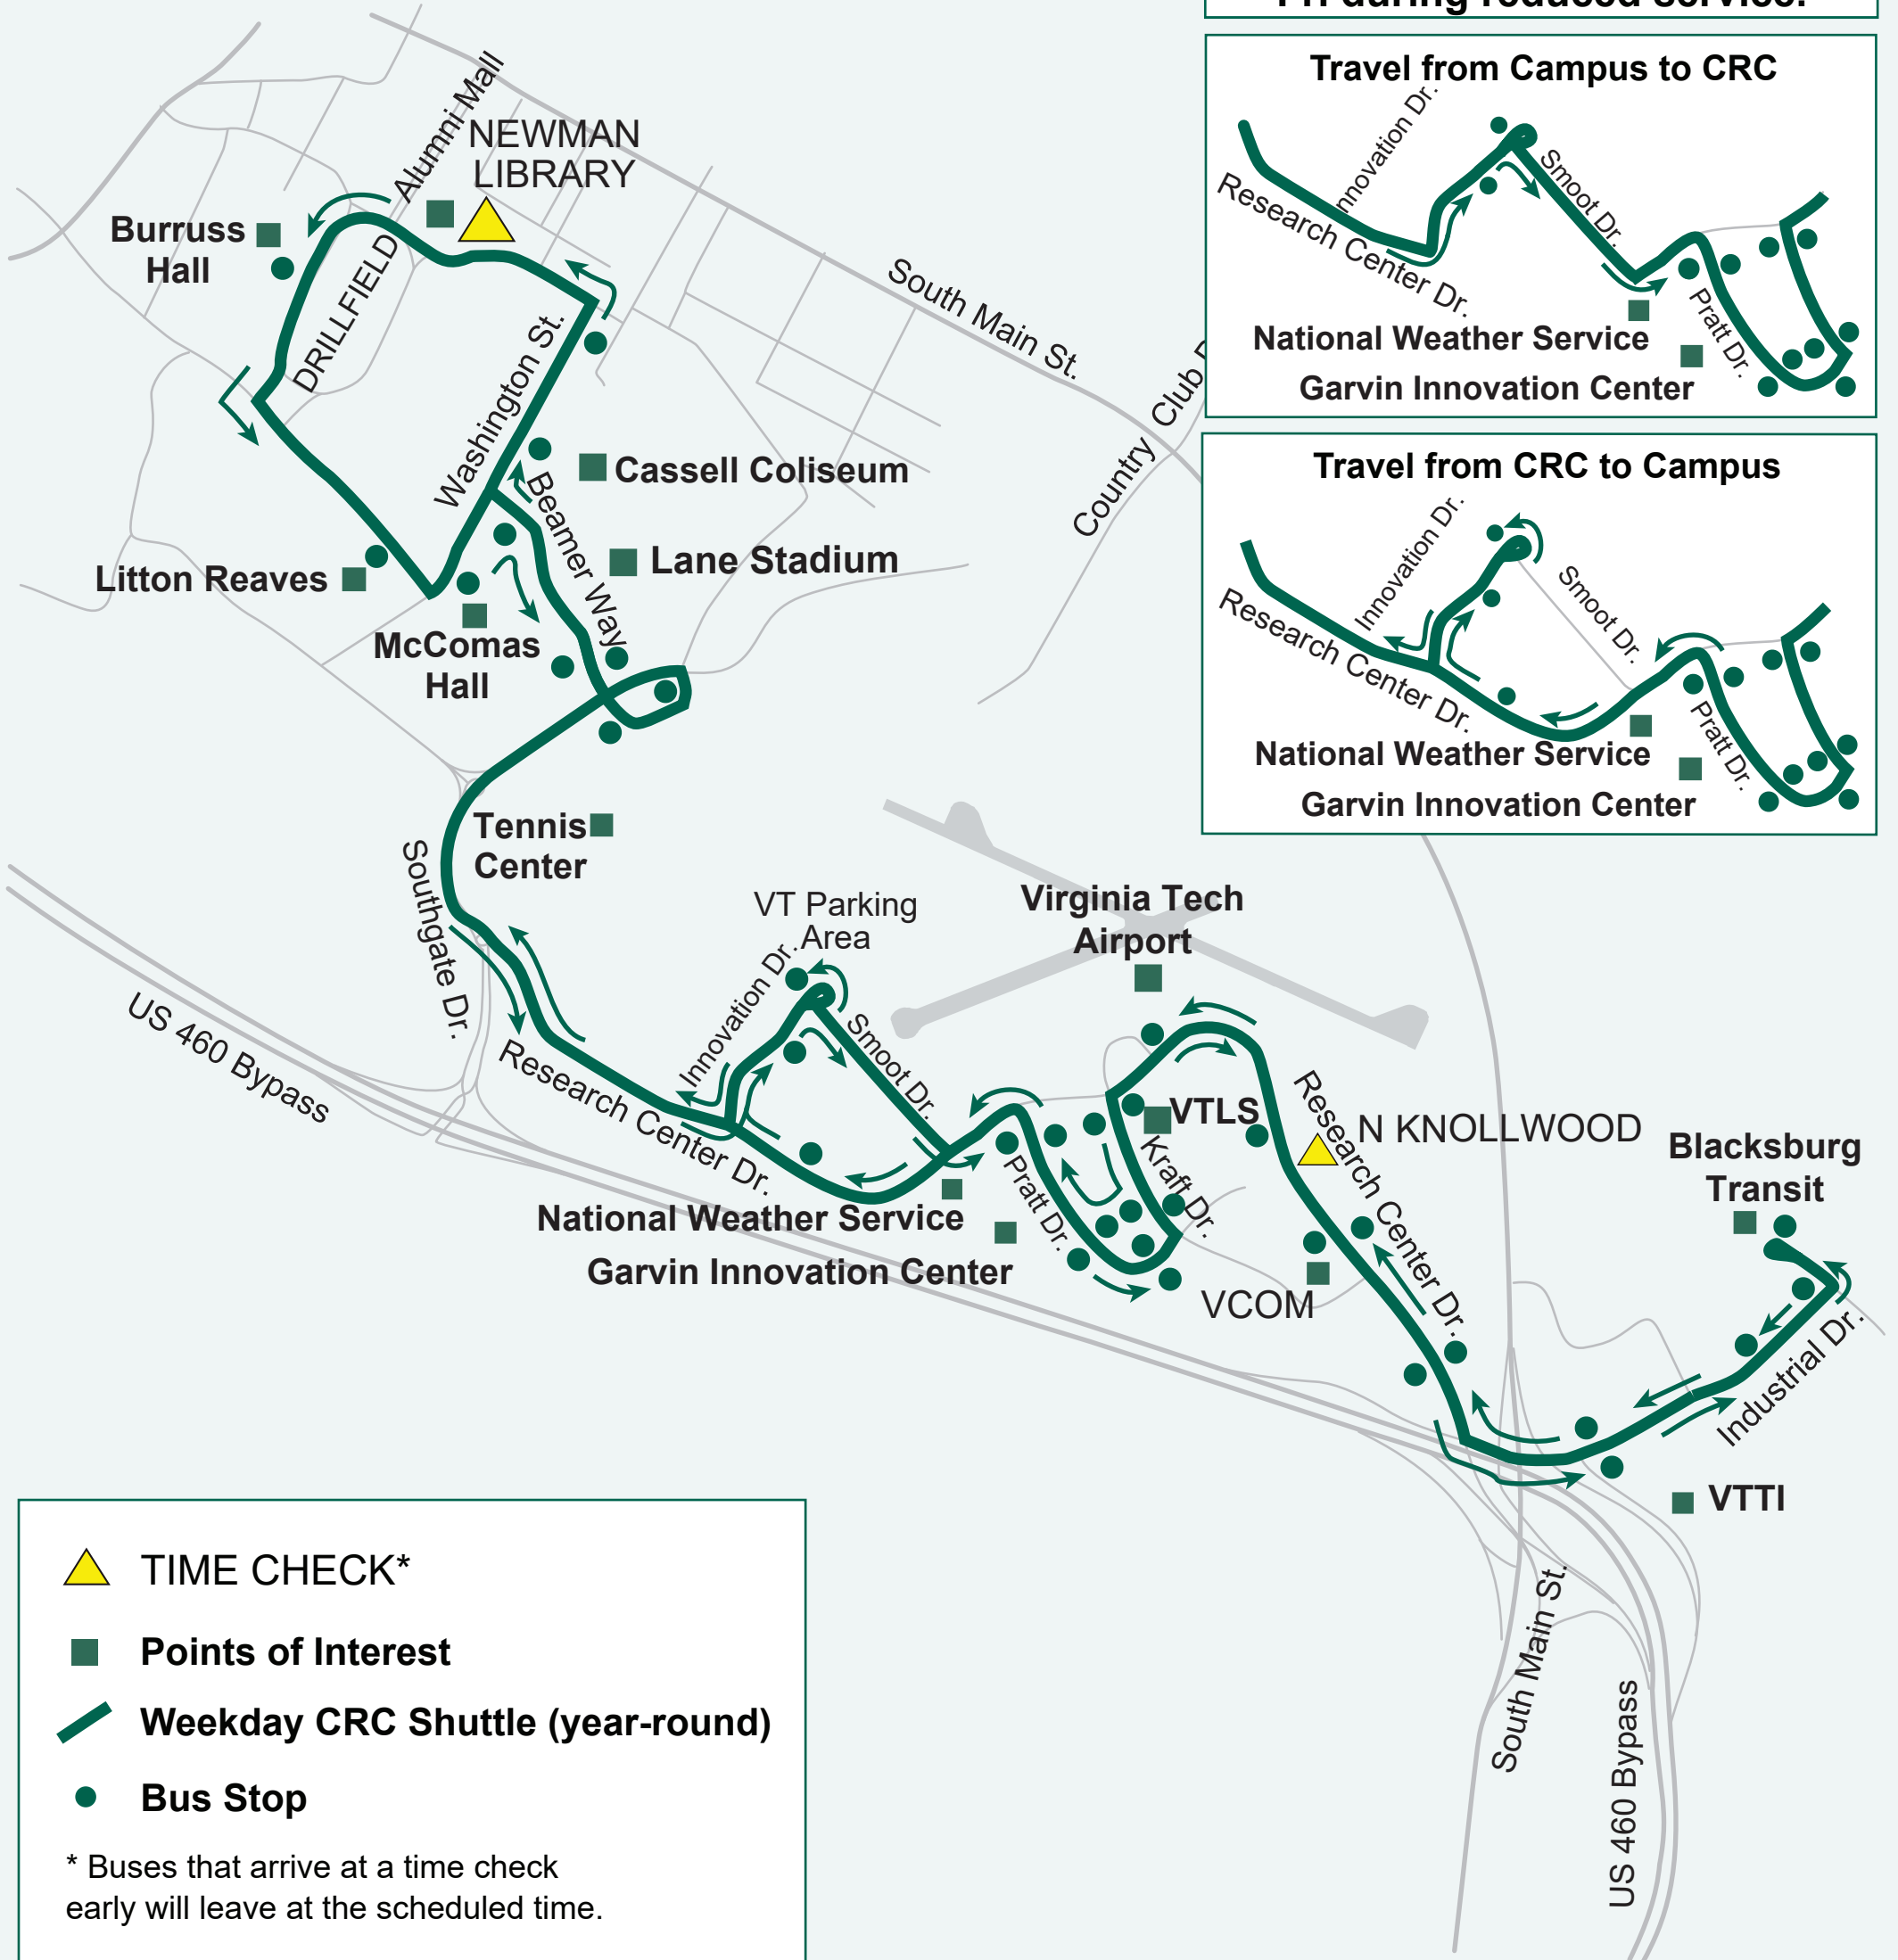 Travel from Campus to CRC
Innovation Dr.
Research Center Dr.
Smoot Dr.
Pratt Dr.
National Weather Service
Garvin Innovation Center
Travel from CRC to Campus
Innovation Dr.
Research Center Dr.
Smoot Dr.
Pratt Dr.
National Weather Service
Garvin Innovation Center
Alumni Mall
NEWMAN
LIBRARY
Burruss
Hall
DRILLFIELD
Washington St.
South Main St.
Country Club
Cassell Coliseum
Beamer Way
Lane Stadium
Litton Reaves
McComas
Hall
Tennis
Center
Southgate Dr.
US 460 Bypass
VT Parking
Area
Virginia Tech
Airport
Innovation Dr.
Smoot Dr.
Research Center Dr.
National Weather Service
Garvin Innovation Center
Pratt Dr.
VTLS
Kraft Dr.
Research Center Dr.
N KNOLLWOOD
VCOM
Blacksburg
Transit
Industrial Dr.
VTTI
South Main St.
US 460 Bypass
TIME CHECK*
Points of Interest
Weekday CRC Shuttle (year-round)
Bus Stop
* Buses that arrive at a time check
early will leave at the scheduled time.